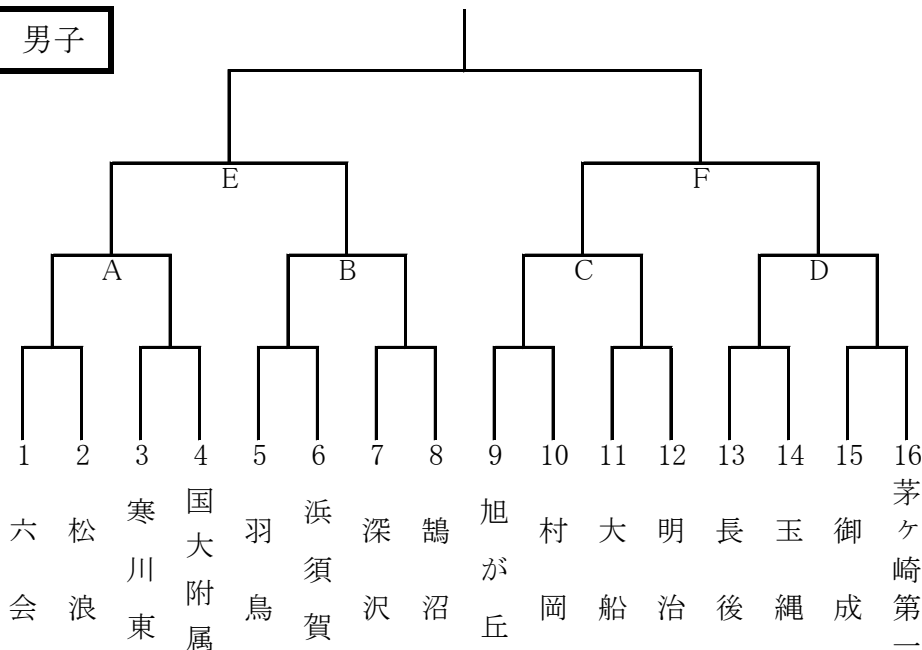 男子
E F
A B C D
1 2 3 4 5 6 7 8 9 10 11 12 13 14 15 16
六会
松浪
寒川東
国大附属
羽鳥
浜須賀
深沢
鵠沼
旭が丘
村岡
大船
明治
長後
玉縄
御成
茅ヶ崎第一